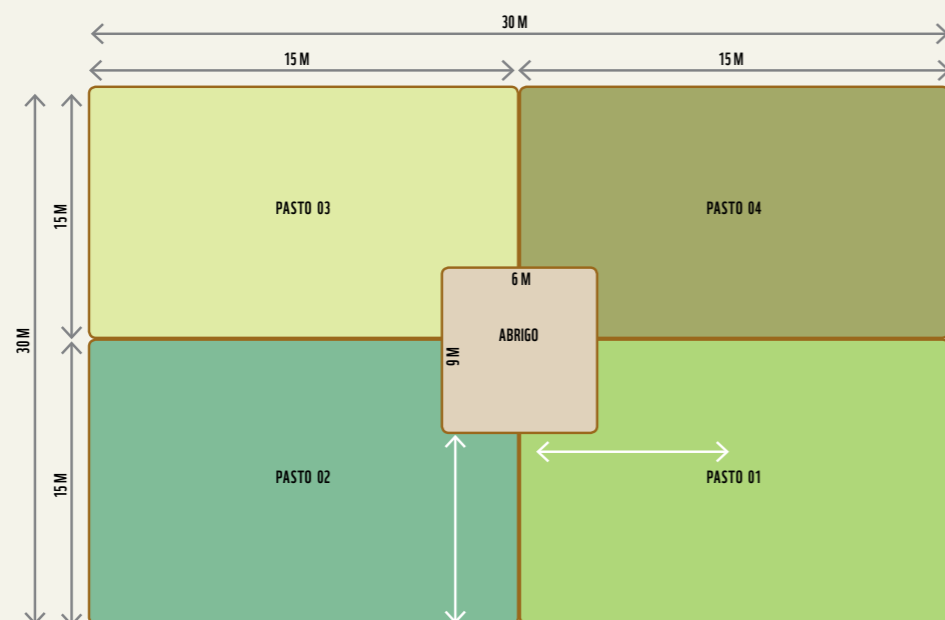 30 M
15 M
15 M
PASTO 03
PASTO 04
15 M
6 M
ABRIGO
30 M
9 M
PASTO 02
PASTO 01
15 M